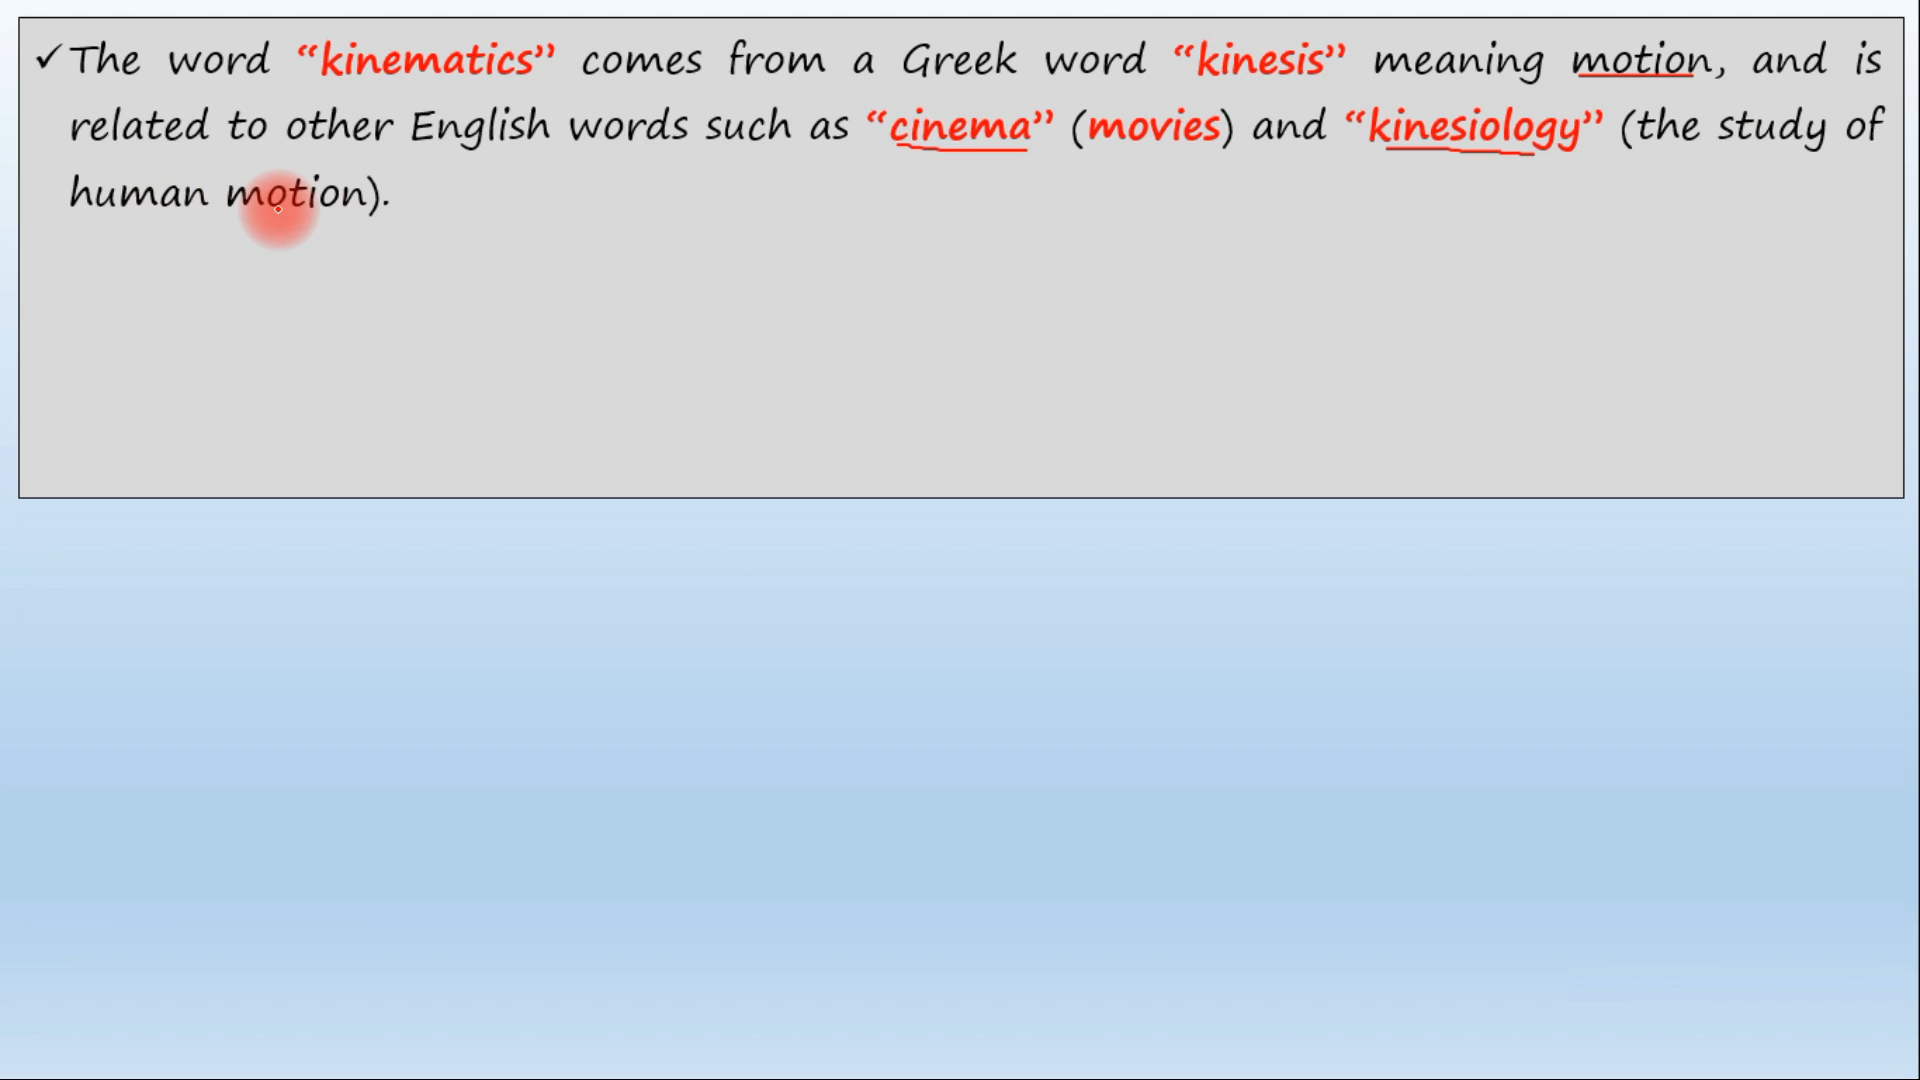 ✓ The word “kinematics” comes from a Greek word “kinesis” meaning motion, and is
related to other English words such as “cinema” (movies) and “kinesiology” (the study of
human motion).